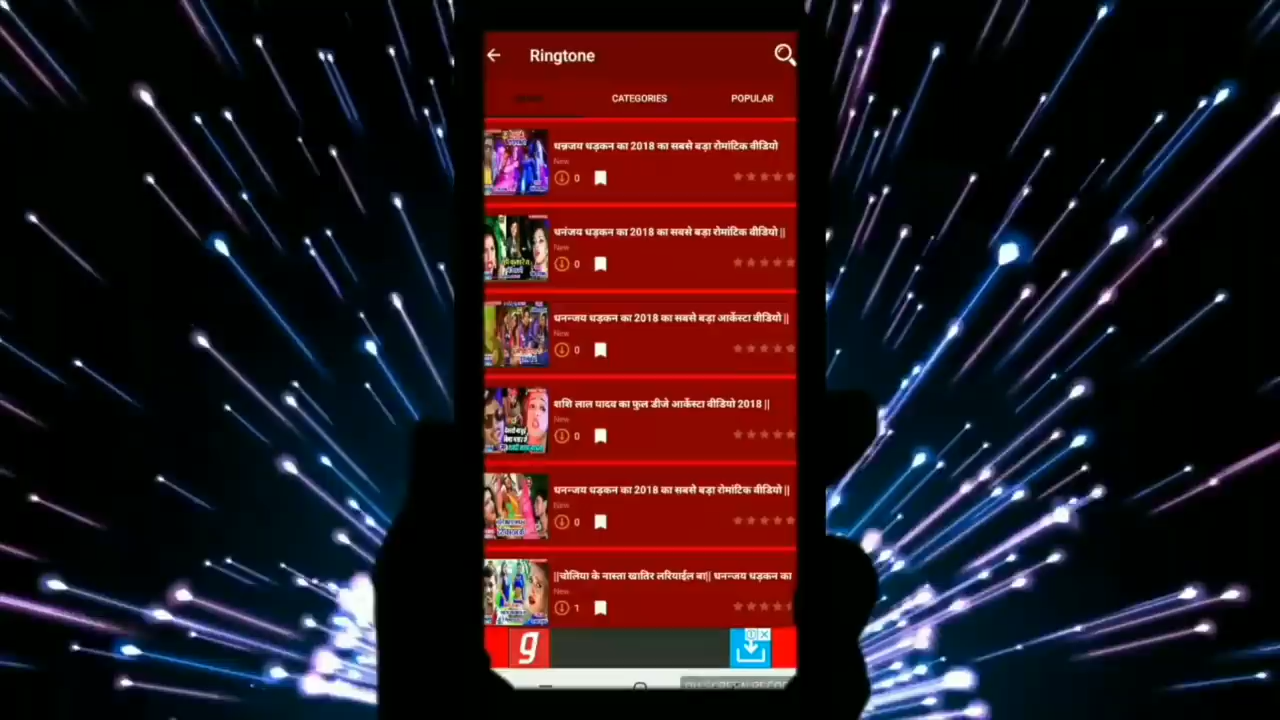 Ringtone
CATEGORIES
POPULAR
धन्नजय धड़कन का 2018 का सबसे बड़ा रोमांटिक वीडियो
New
0
धनंजय धड़कन का 2018 का सबसे बड़ा रोमांटिक वीडियो ||
New
0
धनन्जय धड़कन का 2018 का सबसे बड़ा आर्केस्टा वीडियो ||
New
0
शशि लाल यादव का फुल डीजे आर्केस्टा वीडियो 2018 ||
New
0
धनन्जय धड़कन का 2018 का सबसे बड़ा रोमांटिक वीडियो ||
New
0
||चोलिया के नास्ता खातिर लरियाईल बा|| धनन्जय धड़कन का
New
1
g